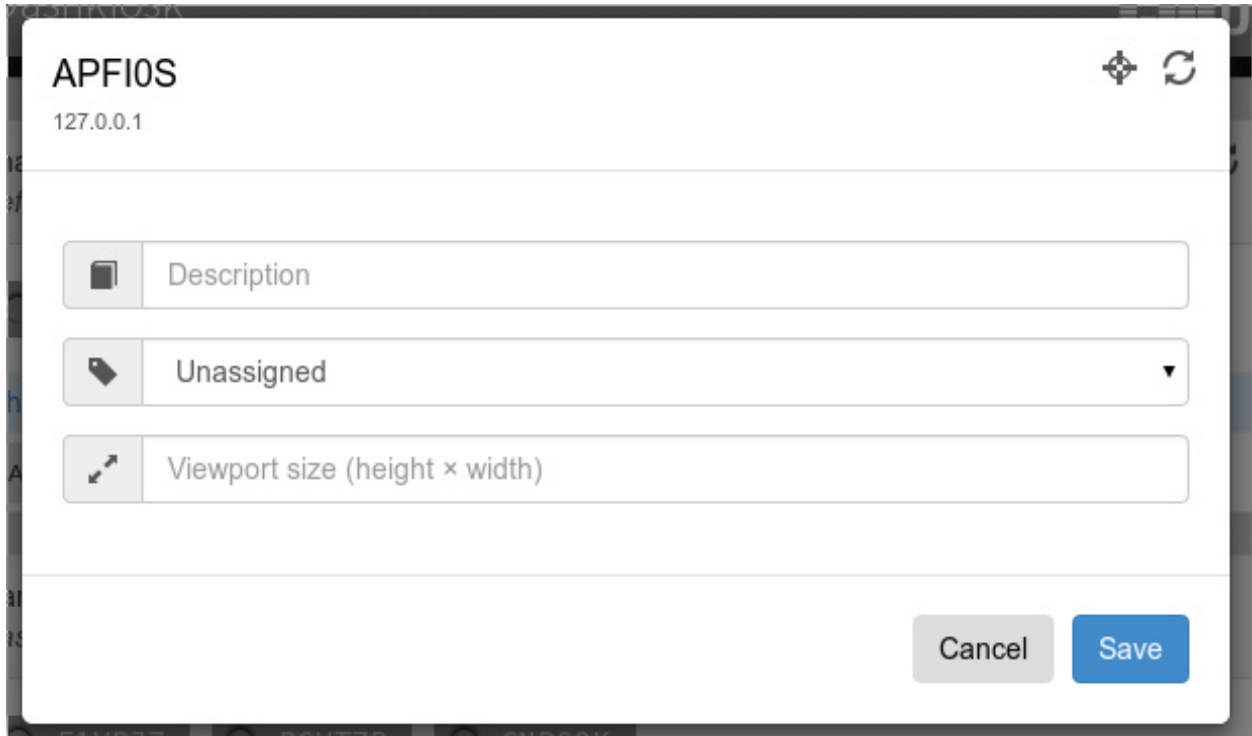 APFI0S
127.0.0.1
Description
Unassigned
Viewport size (height × width)
Cancel
Save